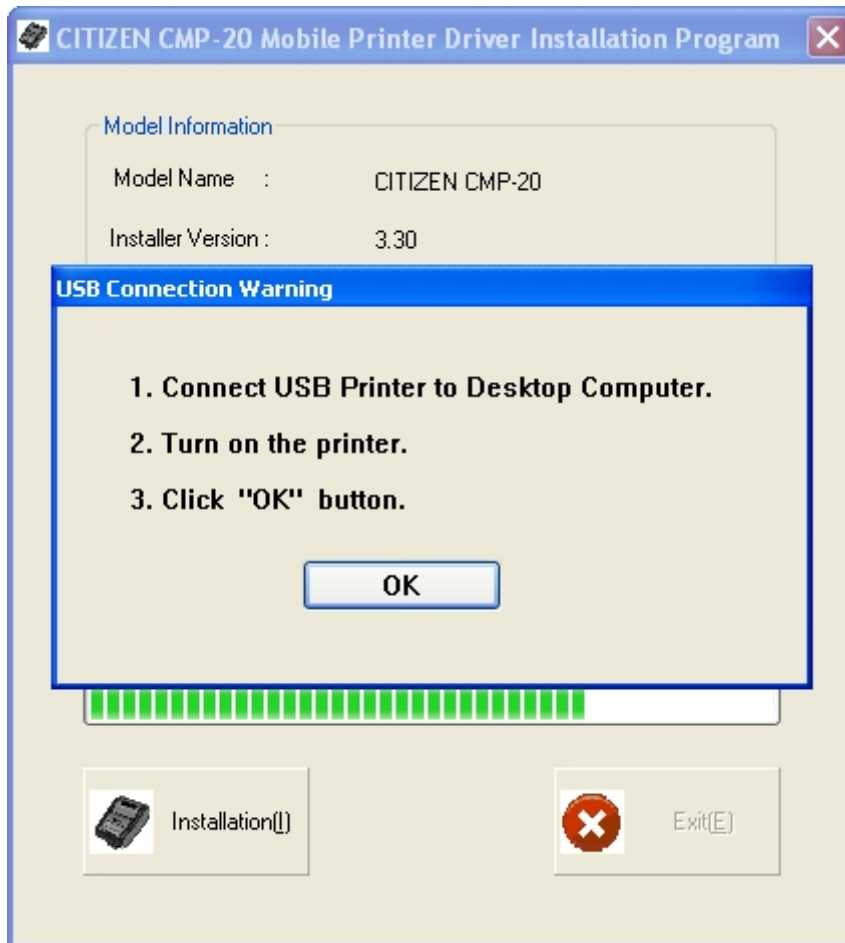 CITIZEN CMP-20 Mobile Printer Driver Installation Program
Model Information
Model Name : CITIZEN CMP-20
Installer Version : 3.30
USB Connection Warning
1. Connect USB Printer to Desktop Computer.
2. Turn on the printer.
3. Click "OK" button.
OK
Installation(I)
Exit(E)